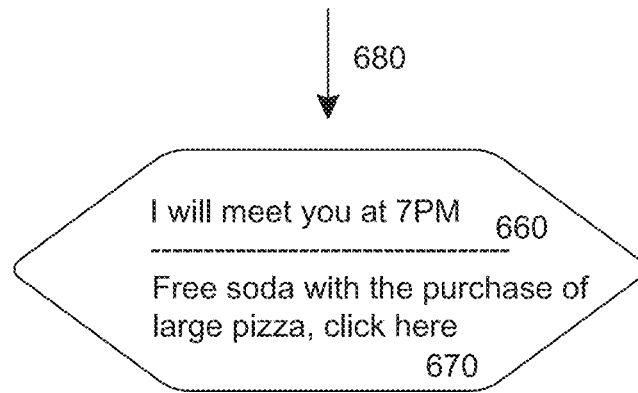 680
I will meet you at 7PM
660
Free soda with the purchase of
large pizza, click here
670